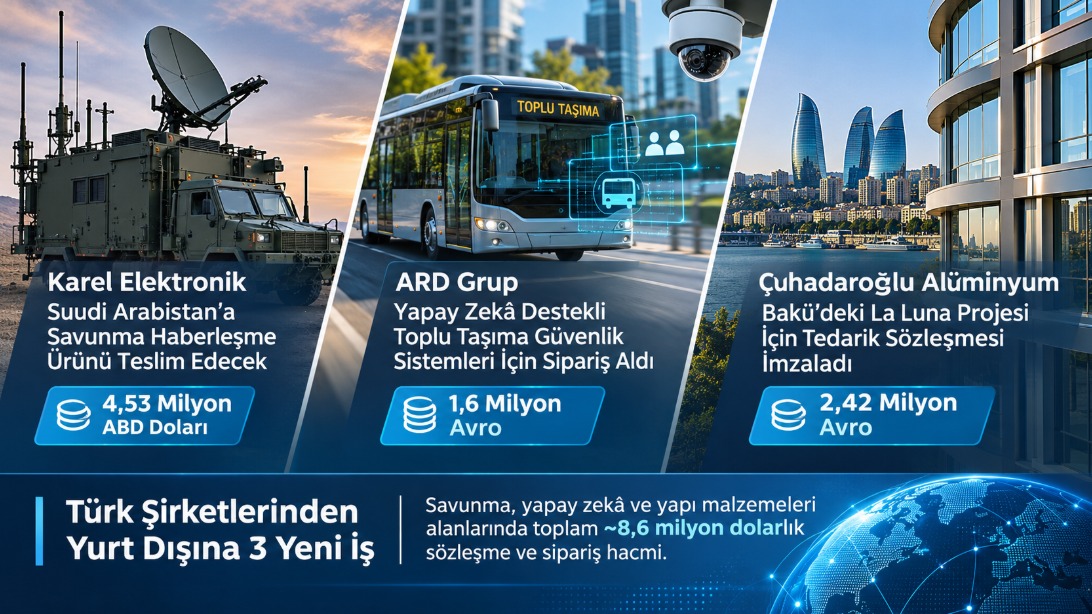 TOPLU TAŞIMA
Karel Elektronik
Suudi Arabistan'a
Savunma Haberleşme
Ürünü Teslim Edecek
4,53 Milyon
ABD Doları
ARD Grup
Yapay Zekâ Destekli
Toplu Taşıma Güvenlik
Sistemleri İçin Sipariş Aldı
1,6 Milyon
Avro
Çuhadaroğlu Alüminyum
Bakü'deki La Luna Projesi
İçin Tedarik Sözleşmesi
İmzaladı
2,42 Milyon
Avro
Türk Şirketlerinden
Yurt Dışına 3 Yeni İş
Savunma, yapay zekâ ve yapı malzemeleri
alanlarında toplam ~8,6 milyon dolarlık
sözleşme ve sipariş hacmi.